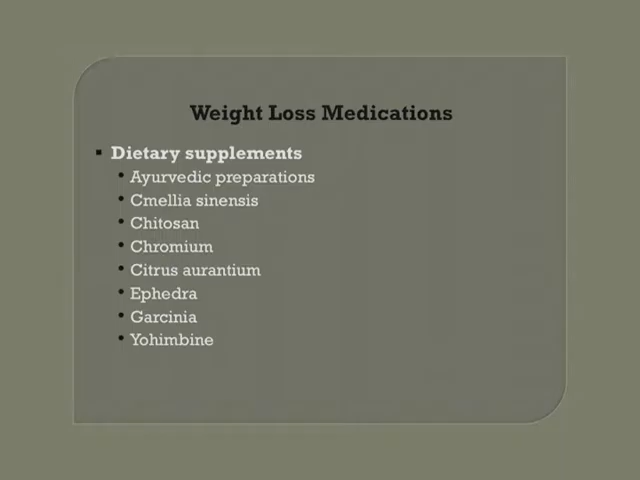 Weight Loss Medications
▪ Dietary supplements
• Ayurvedic preparations
• Cmellia sinensis
• Chitosan
• Chromium
• Citrus aurantium
• Ephedra
• Garcinia
• Yohimbine